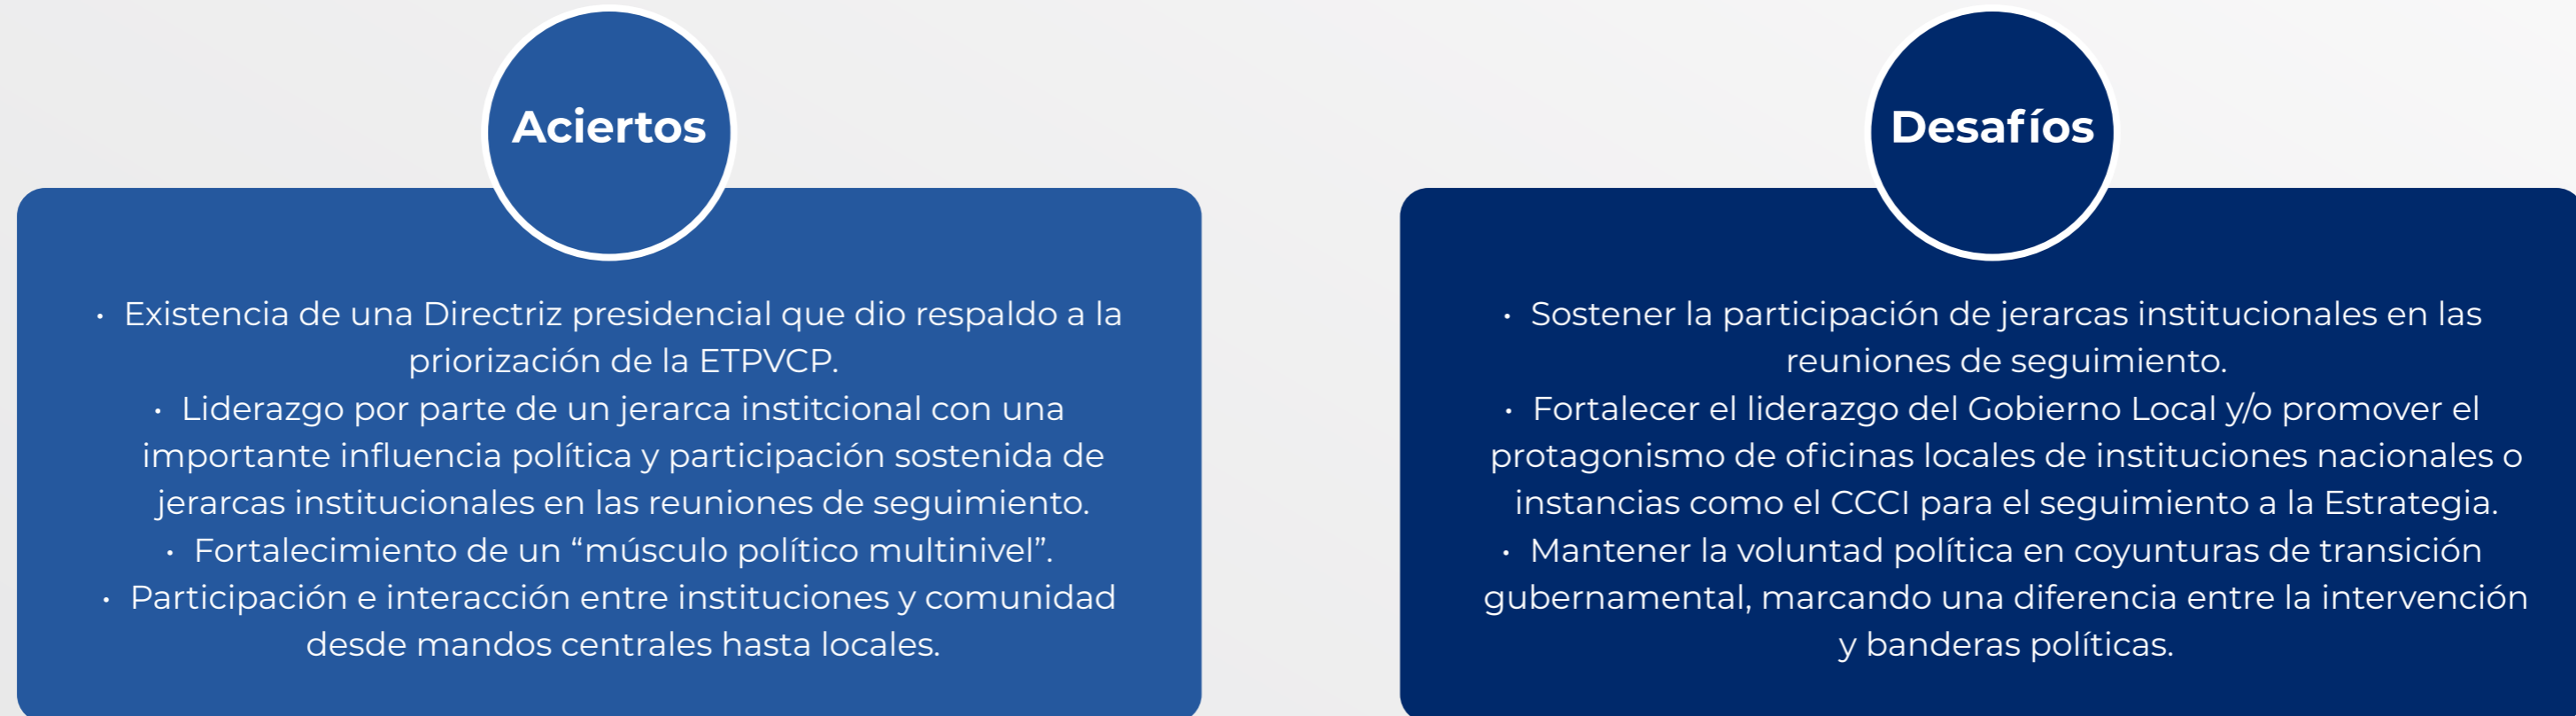 Aciertos
• Existencia de una Directriz presidencial que dio respaldo a la
priorización de la ETPVCP.
• Liderazgo por parte de un jerarca institcional con una
importante influencia política y participación sostenida de
jerarcas institucionales en las reuniones de seguimiento.
• Fortalecimiento de un “músculo político multinivel”.
• Participación e interacción entre instituciones y comunidad
desde mandos centrales hasta locales.
Desafíos
• Sostener la participación de jerarcas institucionales en las
reuniones de seguimiento.
• Fortalecer el liderazgo del Gobierno Local y/o promover el
protagonismo de oficinas locales de instituciones nacionales o
instancias como el CCCI para el seguimiento a la Estrategia.
• Mantener la voluntad política en coyunturas de transición
gubernamental, marcando una diferencia entre la intervención
y banderas políticas.